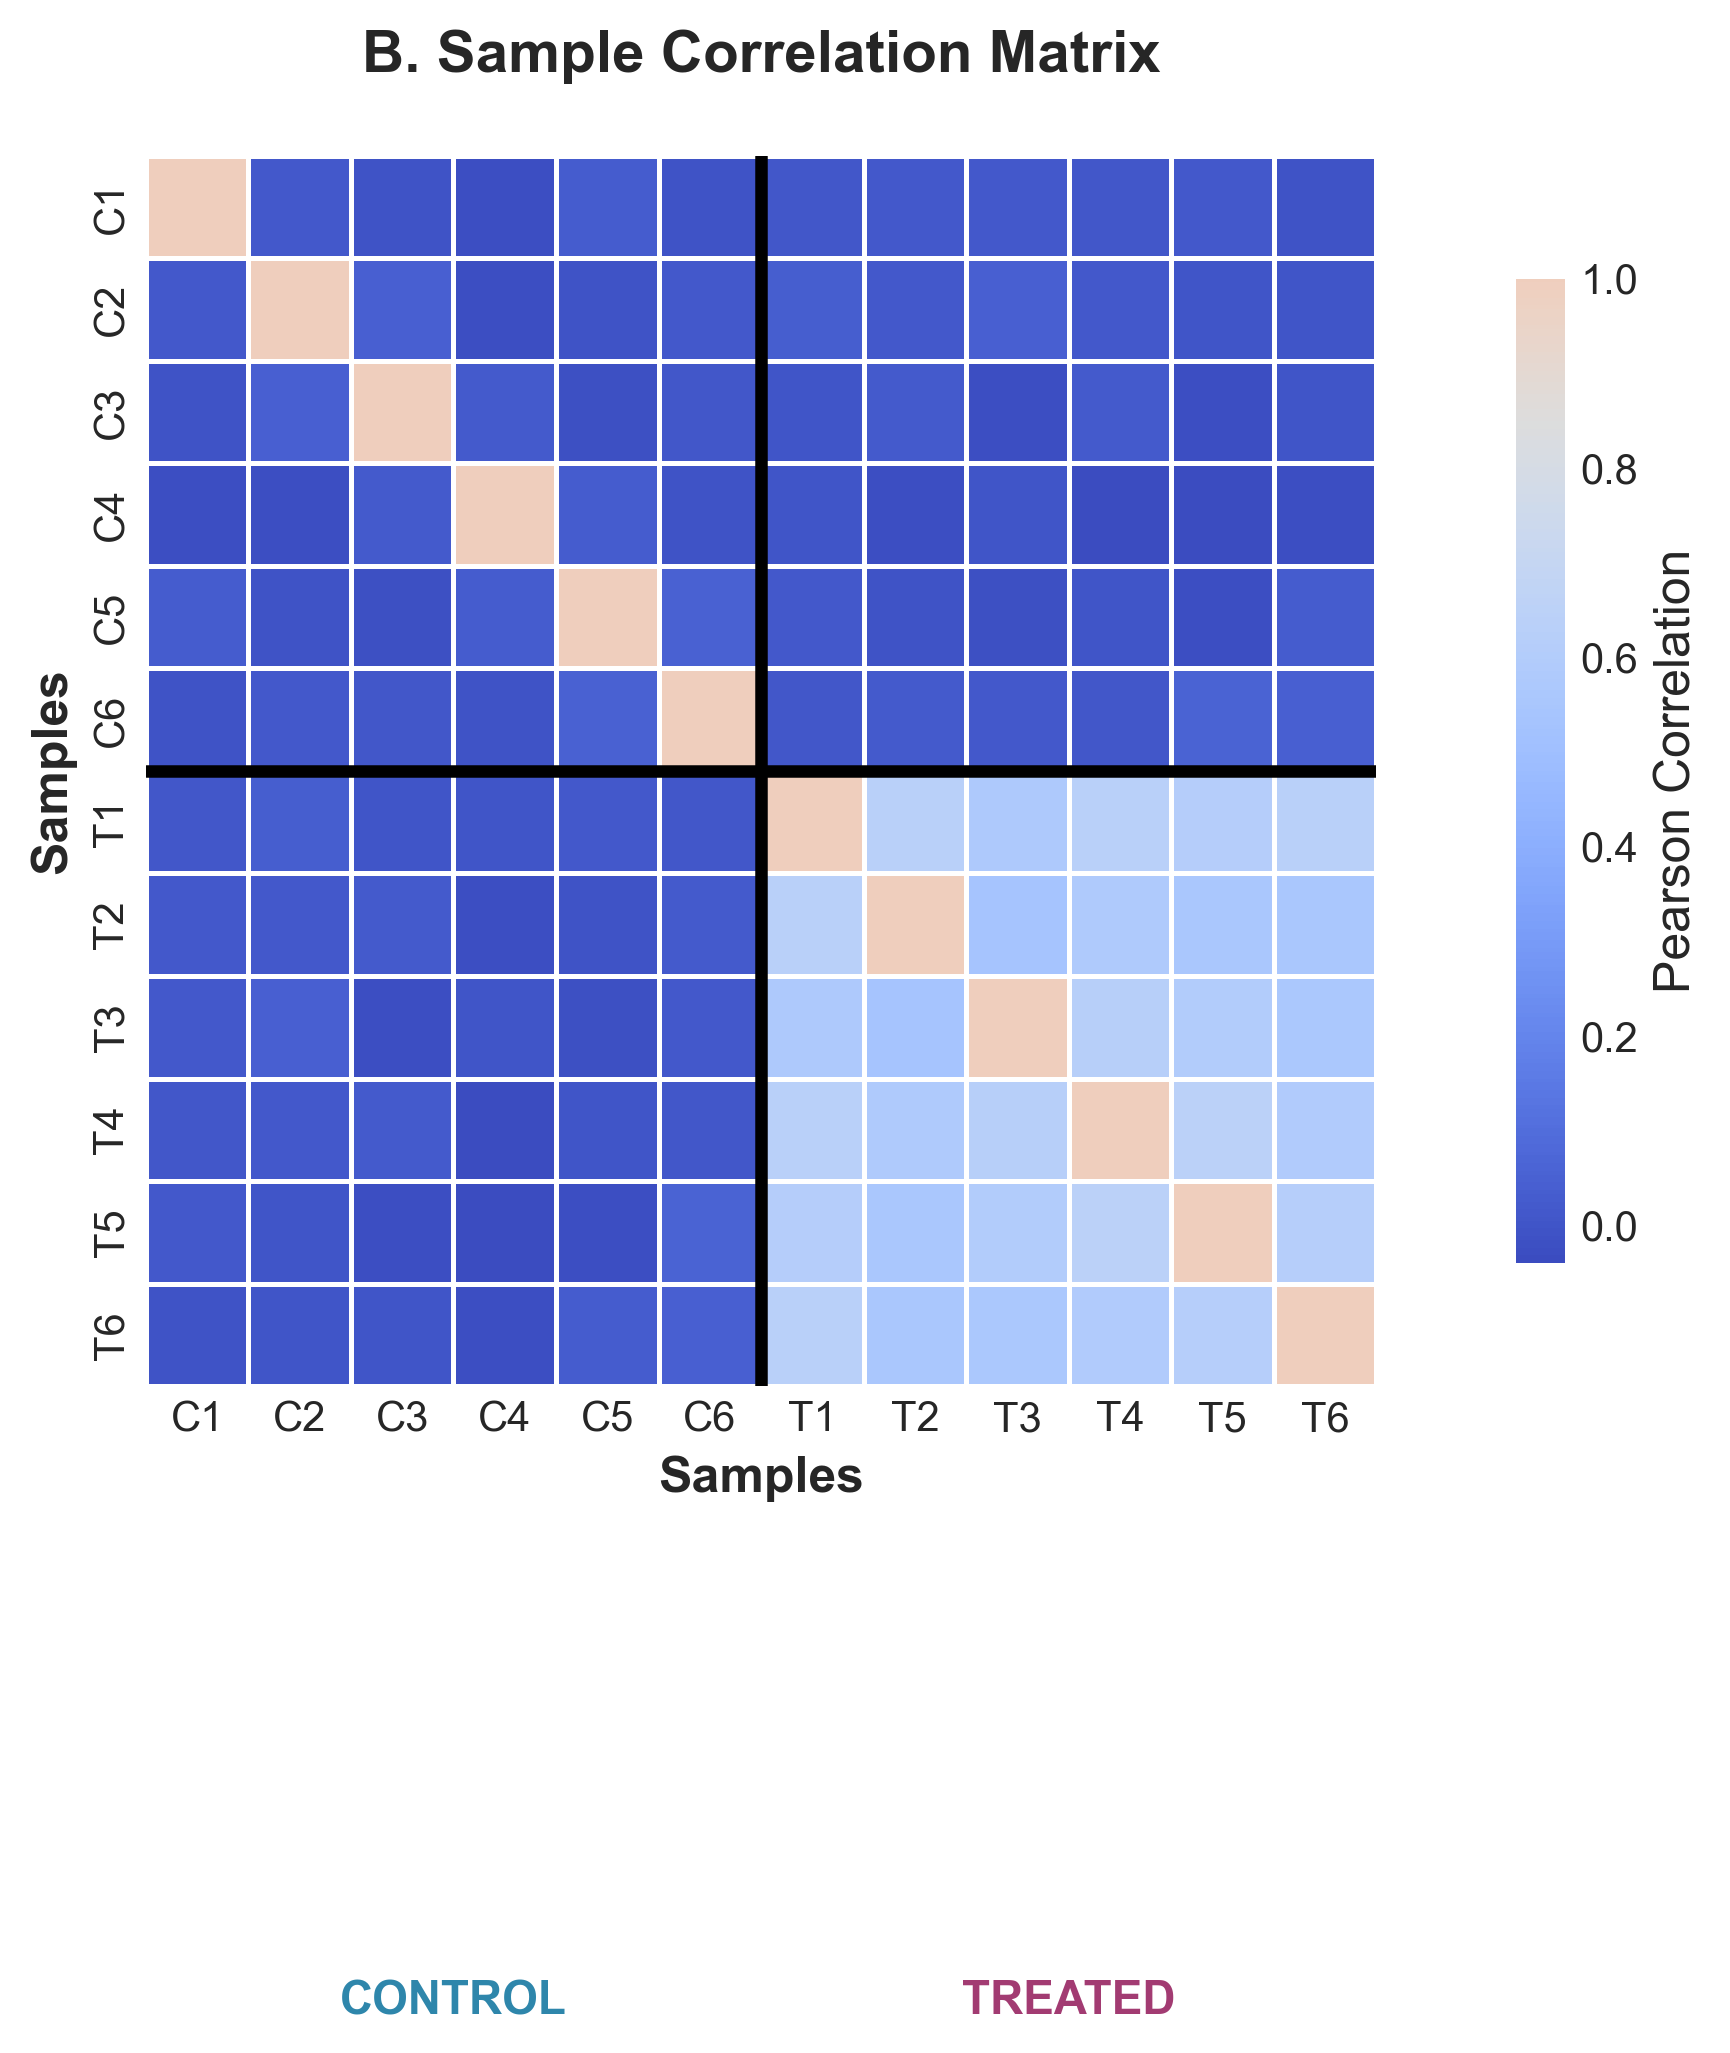 B. Sample Correlation Matrix
C1
C2
C3
C4
C5
C6
T1
T2
T3
T4
T5
T6
Samples
C1 C2 C3 C4 C5 C6 T1 T2 T3 T4 T5 T6
Samples
1.0
0.8
0.6
0.4
0.2
0.0
Pearson Correlation
CONTROL TREATED